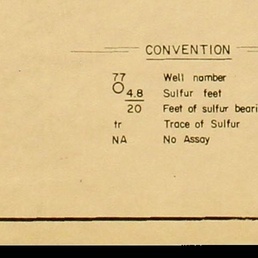 CONVENTION
77 Well number
4.8 Sulfur feet
20 Feet of sulfur beari
tr Trace of Sulfur
NA No Assay